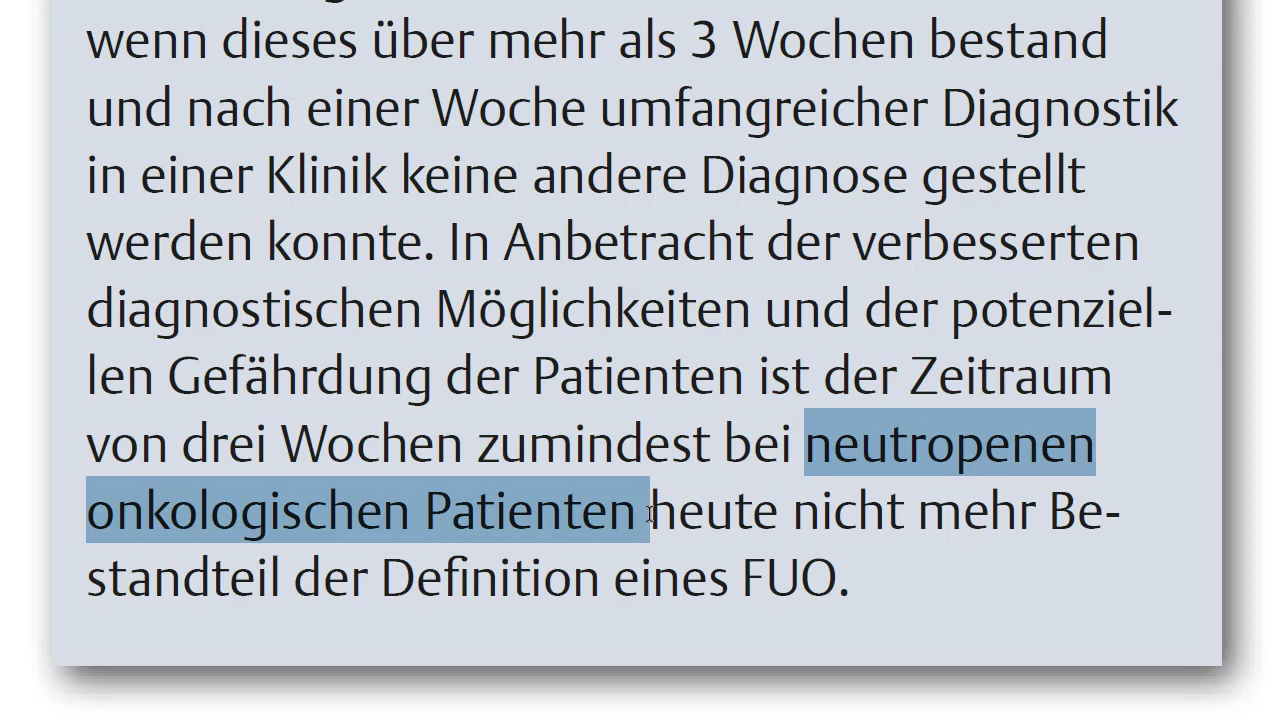 wenn dieses über mehr als 3 Wochen bestand
und nach einer Woche umfangreicher Diagnostik
in einer Klinik keine andere Diagnose gestellt
werden konnte. In Anbetracht der verbesserten
diagnostischen Möglichkeiten und der potenziel-
len Gefährdung der Patienten ist der Zeitraum
von drei Wochen zumindest bei neutropenen
onkologischen Patienten heute nicht mehr Be-
standteil der Definition eines FUO.